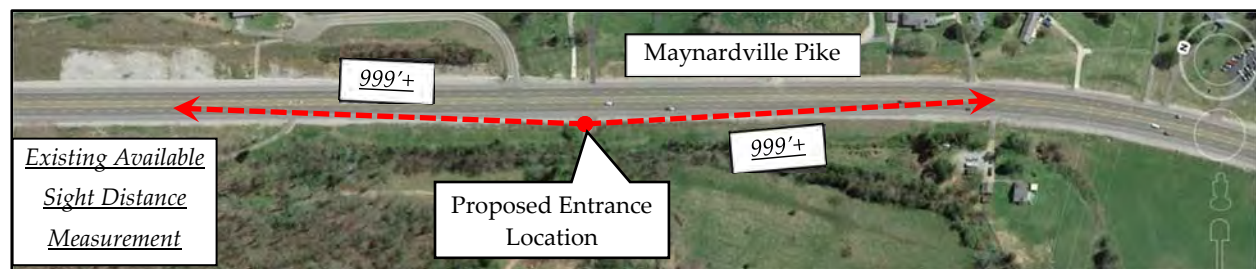 Maynardville Pike
999'+
999'+
Existing Available
Sight Distance
Measurement
Proposed Entrance
Location
N